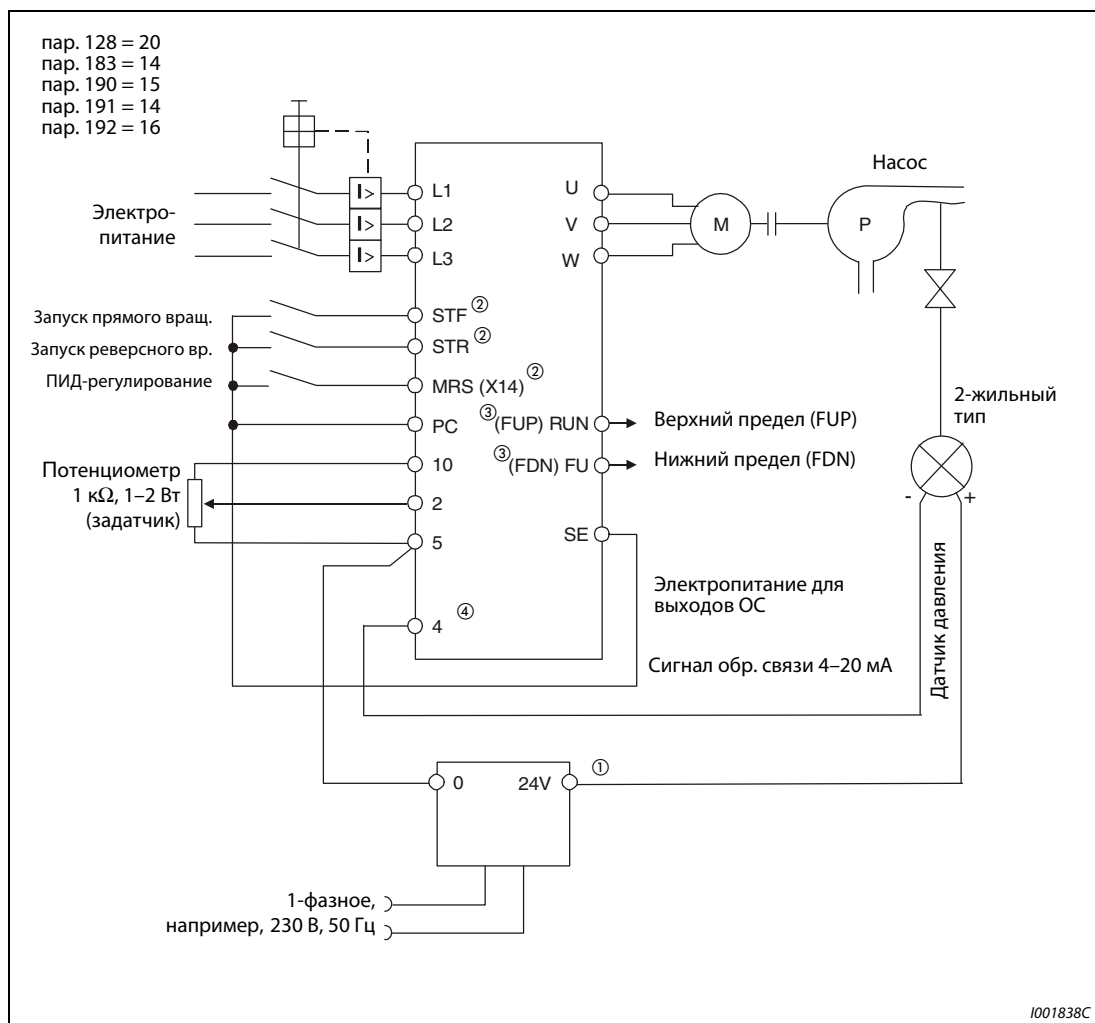 пар. 128 = 20
пар. 183 = 14
пар. 190 = 15
пар. 191 = 14
пар. 192 = 16
Электро-
питание
I>
I>
I>
L1
L2
L3
U
V
W
M
P
Насос
Запуск прямого вращ.
STF ②
Запуск реверсного вр.
STR ②
ПИД-регулирование
MRS (X14) ②
PC
③(FUP) RUN
Верхний предел (FUP)
③(FDN) FU
Нижний предел (FDN)
2-жильный
тип
- +
Потенциометр
1 кΩ, 1–2 Вт
(задатчик)
10
2
5
SE
4 ④
Электропитание для
выходов ОС
Сигнал обр. связи 4–20 мА
Датчик давления
0
24V
①
1-фазное,
например, 230 В, 50 Гц
I001838C